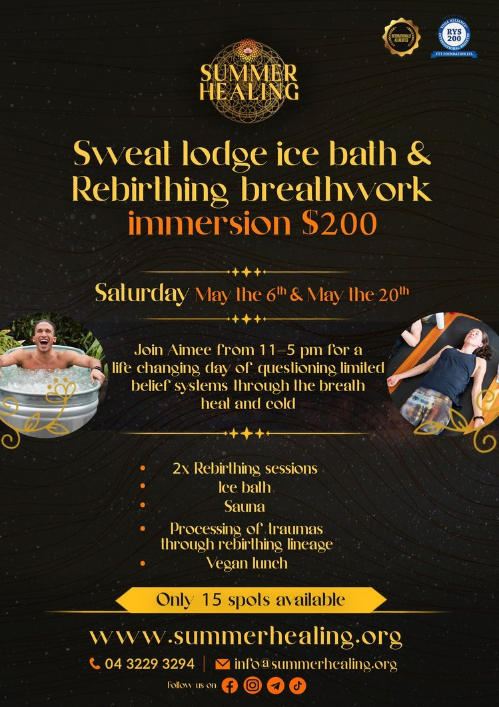 RYS
200
SUMMER
HEALING
Sweat lodge ice bath &
Rebirthing breathwork
immersion $200
Saturday May the 6th & May the 20th
Join Aimee from 11-5 pm for a
life changing day of questioning limited
belief systems through the breath
heat and cold
• 2x Rebirthing sessions
• Ice bath
• Sauna
• Processing of traumas
through rebirthing lineage
• Vegan lunch
Only 15 spots available
www.summerhealing.org
04 3229 3294 | info@summerhealing.org
Follow us on